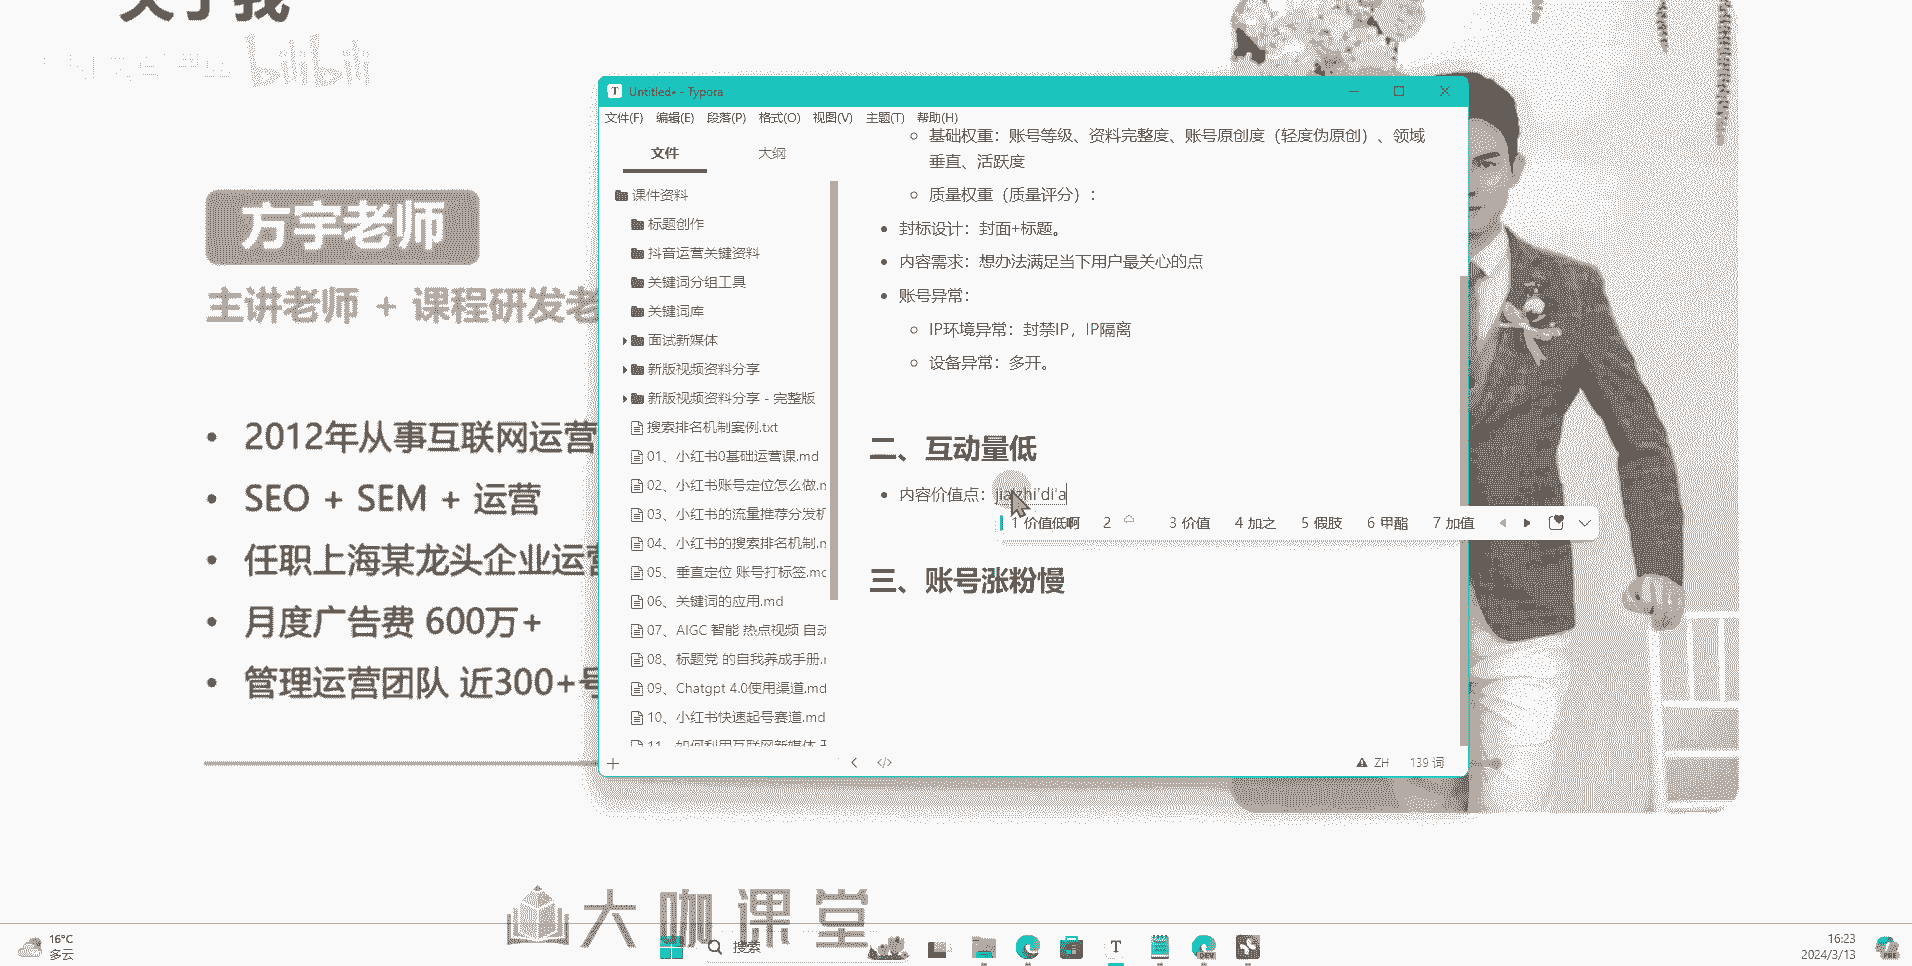 关于我
bilibili
方宇老师
主讲老师 + 课程研发老
• 2012年从事互联网运营
• SEO + SEM + 运营
• 任职上海某龙头企业运营
• 月度广告费 600万+
• 管理运营团队 近300+号
Untitled• - Typora
文件(F) 编辑(E) 段落(P) 格式(O) 视图(V) 主题(T) 帮助(H)
文件 大纲
课件资料
标题创作
抖音运营关键资料
关键词分组工具
关键词库
面试新媒体
新版视频资料分享
新版视频资料分享 - 完整版
搜索排名机制案例.txt
01、小红书0基础运营课.md
02、小红书账号定位怎么做.m
03、小红书的流量推荐分发机
04、小红书的搜索排名机制.m
05、垂直定位 账号打标签.md
06、关键词的应用.md
07、AIGC 智能 热点视频 自动
08、标题党 的自我养成手册.m
09、Chatgpt 4.0使用渠道.md
10、小红书快速起号赛道.md
11、如何利用互联网新媒体
基础权重：账号等级、资料完整度、账号原创度（轻度伪原创）、领域
垂直、活跃度
质量权重（质量评分）：
封标设计：封面+标题。
内容需求：想办法满足当下用户最关心的点
账号异常：
IP环境异常：封禁IP，IP隔离
设备异常：多开。
二、互动量低
内容价值点：jia'zhi'di'a
1 价值低啊 2 3 价值 4 加之 5 假肢 6 甲酯 7 加值
三、账号涨粉慢
ZH 139 词
大咖课堂
16°C
多云
搜索
T
DEV
16:23
2024/3/13
PRE